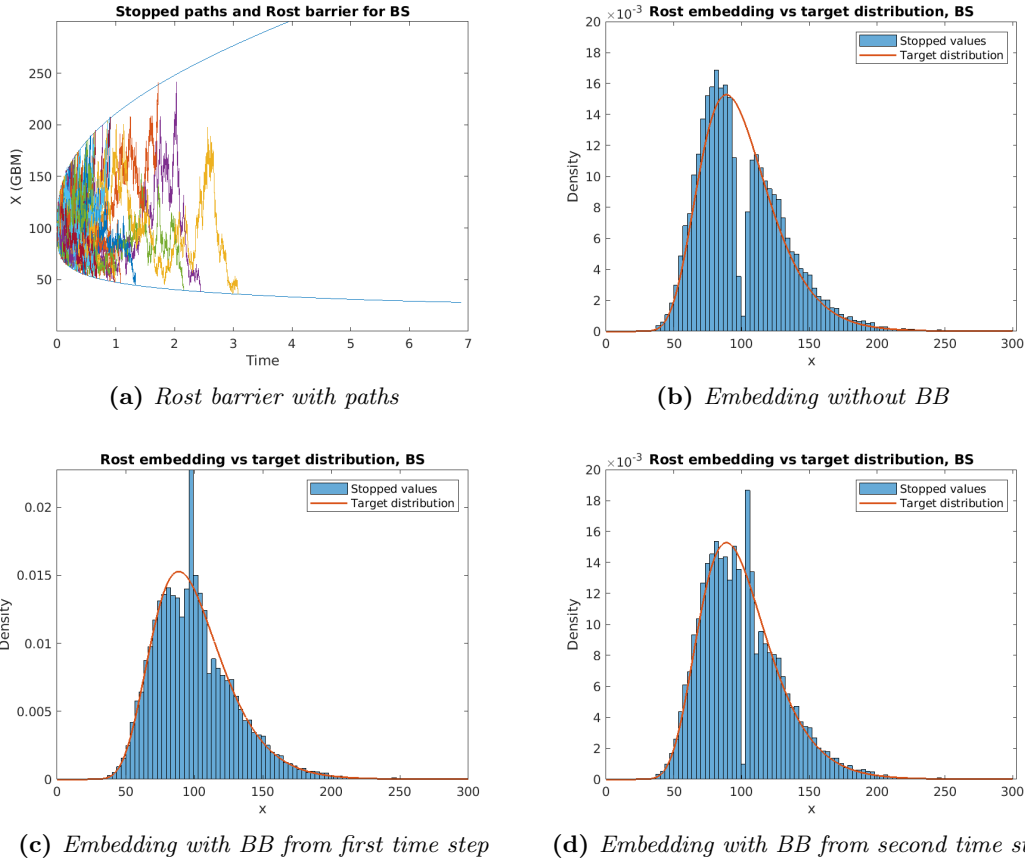 Stopped paths and Rost barrier for BS
X (GBM)
250
200
150
100
50
0 1 2 3 4 5 6 7
Time
(a) Rost barrier with paths
Rost embedding vs target distribution, BS
×10⁻³
Density
20
18
16
14
12
10
8
6
4
2
0
0 50 100 150 200 250 300
x
Stopped values
Target distribution
(b) Embedding without BB
Rost embedding vs target distribution, BS
Density
0.02
0.015
0.01
0.005
0
0 50 100 150 200 250 300
x
Stopped values
Target distribution
(c) Embedding with BB from first time step
Rost embedding vs target distribution, BS
×10⁻³
Density
20
18
16
14
12
10
8
6
4
2
0
0 50 100 150 200 250 300
x
Stopped values
Target distribution
(d) Embedding with BB from second time